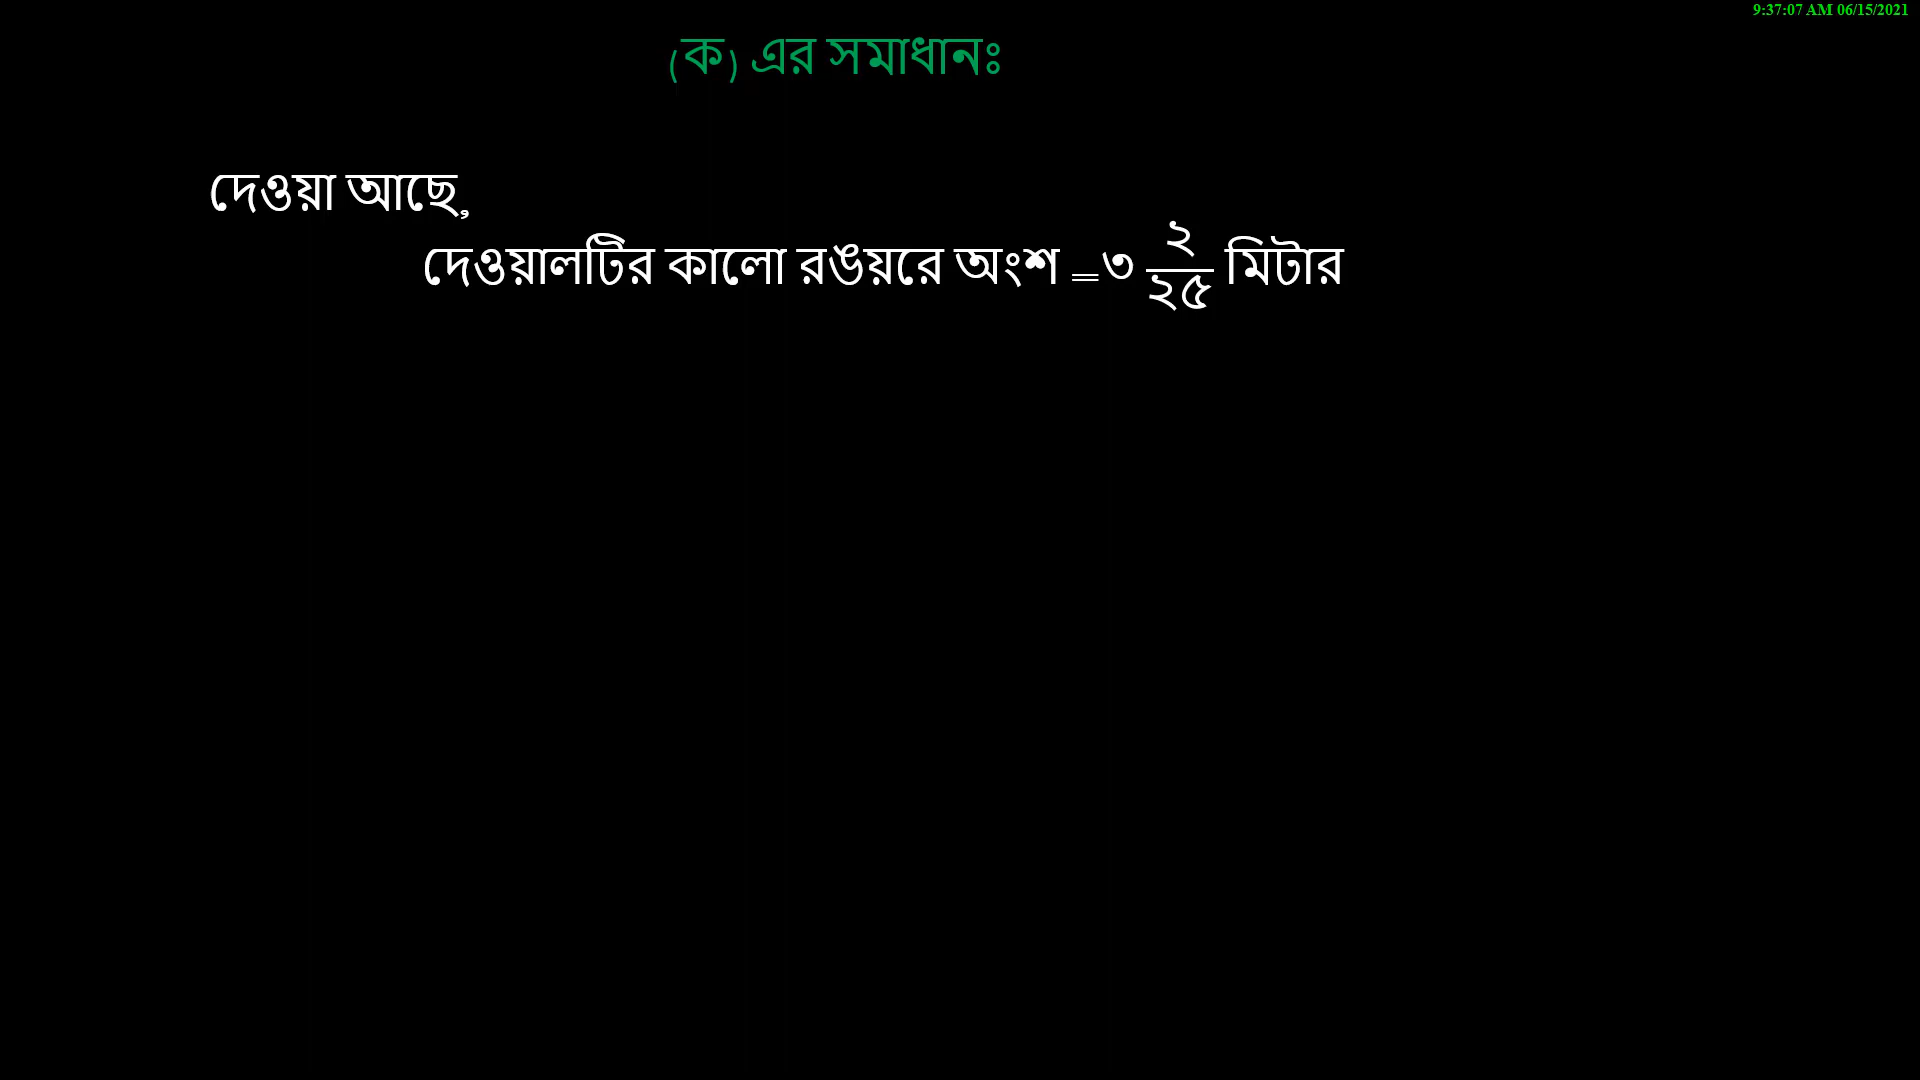 9:37:07 AM 06/15/2021
(ক) এর সমাধানঃ
দেওয়া আছে,
দেওয়ালটির কালো রঙয়রে অংশ =৩ ২/২৫ মিটার